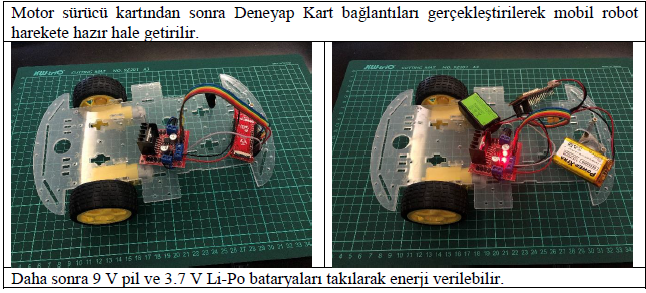 Motor sürücü kartından sonra Deneyap Kart bağlantıları gerçekleştirilerek mobil robot
harekete hazır hale getirilir.
Daha sonra 9 V pil ve 3.7 V Li-Po bataryaları takılarak enerji verilebilir.